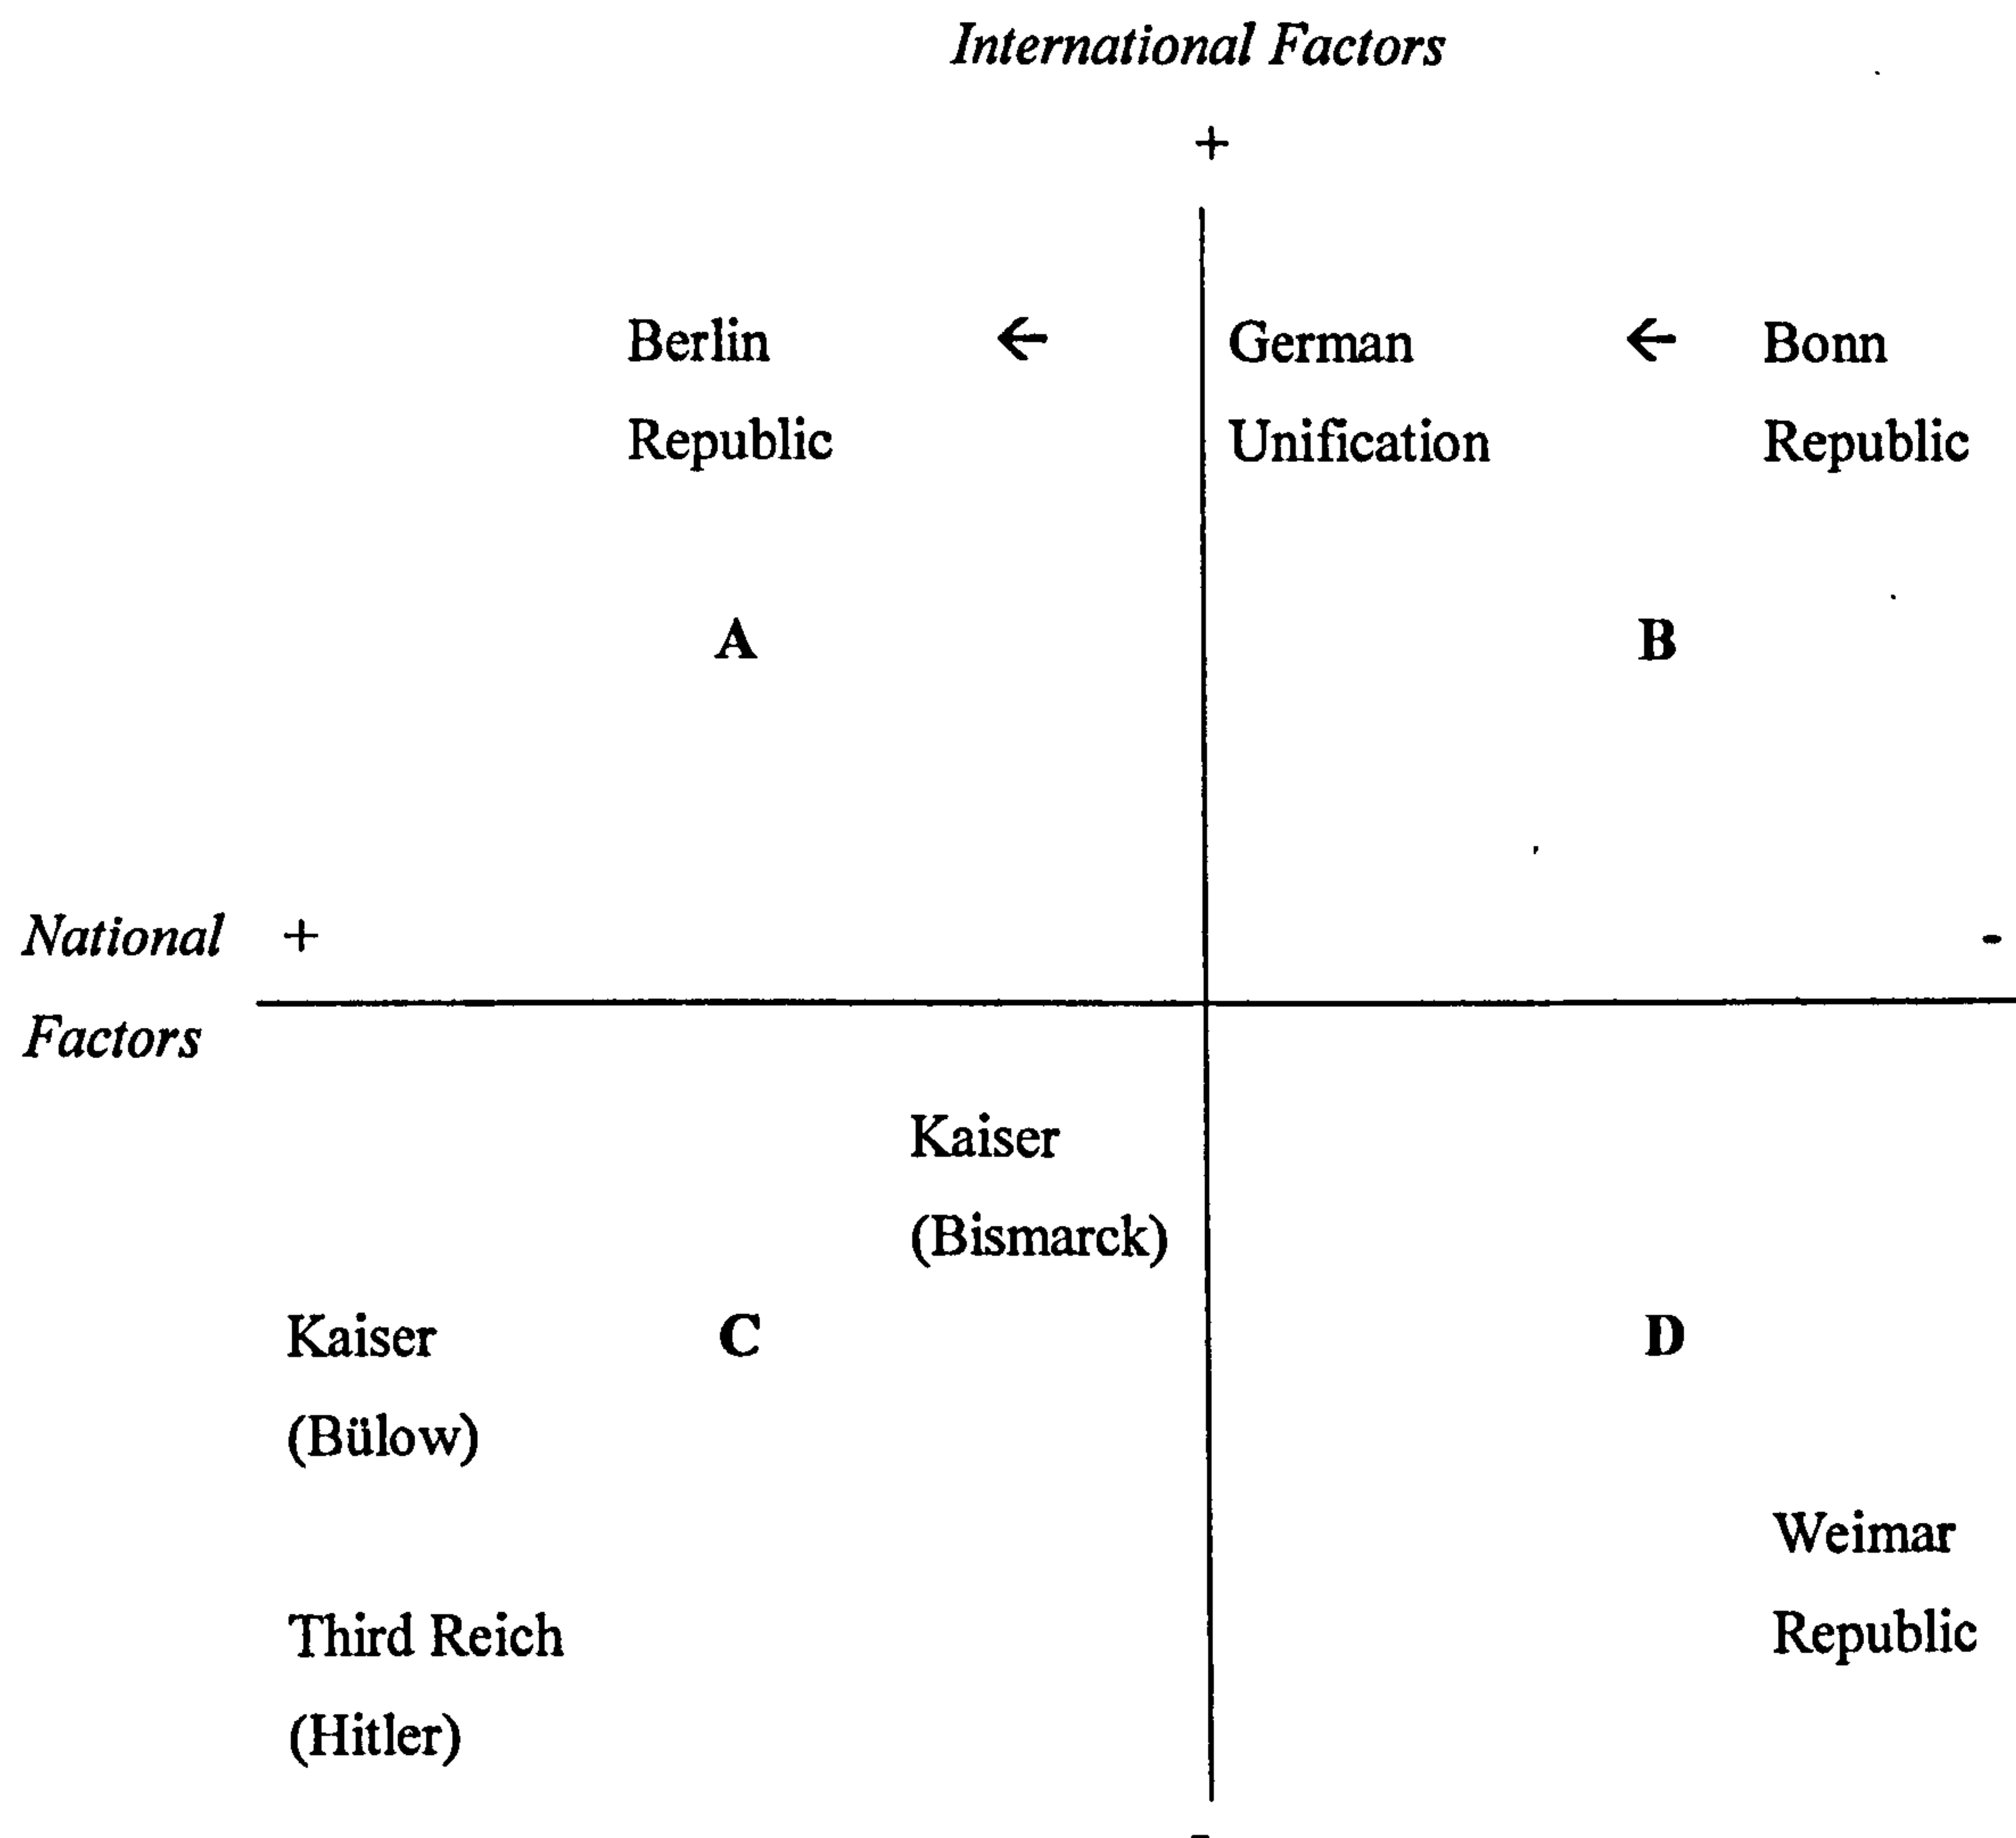 International Factors
+
Berlin ← German ← Bonn
Republic Unification Republic
A B
National + -
Factors
Kaiser
(Bismarck)
Kaiser C D
(Bülow)
Weimar
Third Reich Republic
(Hitler)
-